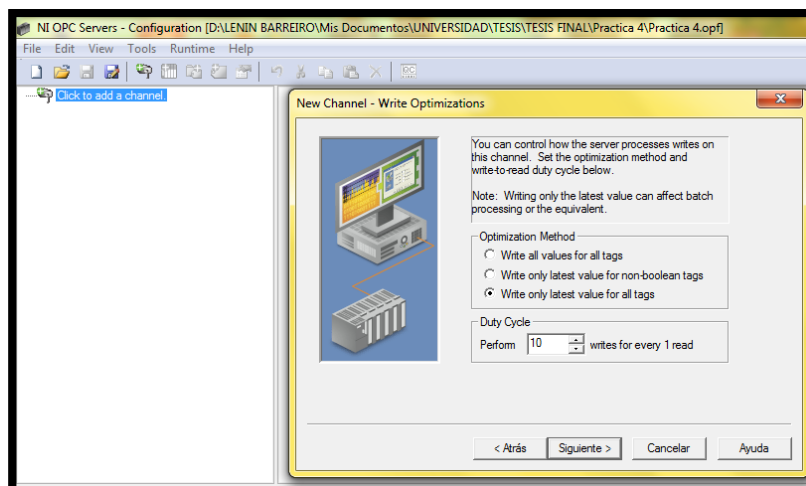 NI OPC Servers - Configuration [D:\LENIN BARREIRO\Mis Documentos\UNIVERSIDAD\TESIS\TESIS FINAL\Practica 4\Practica 4.opf]
File Edit View Tools Runtime Help
Click to add a channel.
New Channel - Write Optimizations
You can control how the server processes writes on
this channel. Set the optimization method and
write-to-read duty cycle below.
Note: Writing only the latest value can affect batch
processing or the equivalent.
Optimization Method
Write all values for all tags
Write only latest value for non-boolean tags
Write only latest value for all tags
Duty Cycle
Perform 10 writes for every 1 read
< Atrás Siguiente > Cancelar Ayuda